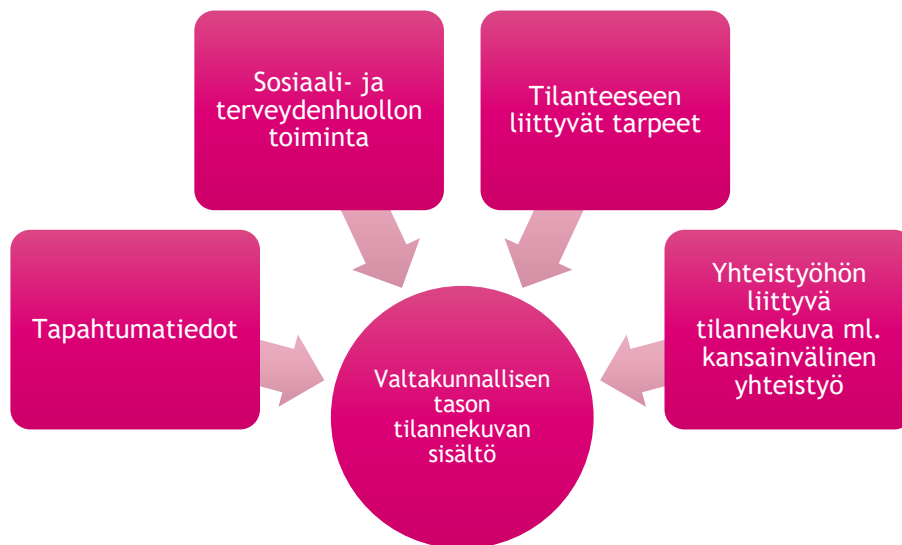 Sosiaali- ja
terveydenhuollon
toiminta
Tilanteeseen
liittyvät tarpeet
Tapahtumatiedot
Yhteistyöhön
liittyvä
tilannekuva ml.
kansainvälinen
yhteistyö
Valtakunnallisen
tason
tilannekuvan
sisältö